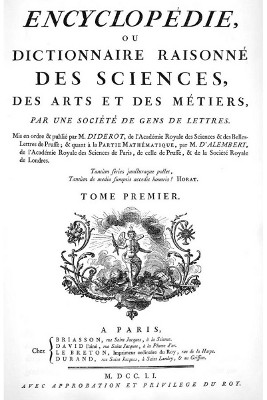 ENCYCLOPÉDIE,
OU
DICTIONNAIRE RAISONNÉ
DES SCIENCES,
DES ARTS ET DES MÉTIERS,
PAR UNE SOCIÉTÉ DE GENS DE LETTRES.
Mis en ordre & publié par M. DIDEROT, de l'Académie Royale des Sciences & des Belles-
Lettres de Prusse; & quant à la PARTIE MATHÉMATIQUE, par M. D'ALEMBERT,
de l'Académie Royale des Sciences de Paris, de celle de Prusse, & de la Société Royale
de Londres.
Tantùm series juncturaque pollet,
Tantùm de medio sumptis accedit honoris! HORAT.
TOME PREMIER.
A PARIS,
Chez
BRIASSON, rue Saint Jacques, à la Science.
DAVID l'aîné, rue Saint Jacques, à la Plume d'or.
LE BRETON, Imprimeur ordinaire du Roy, rue de la Harpe.
DURAND, rue Saint Jacques, à Saint Landry, & au Griffon.
M. DCC. LI.
AVEC APPROBATION ET PRIVILEGE DU ROY.